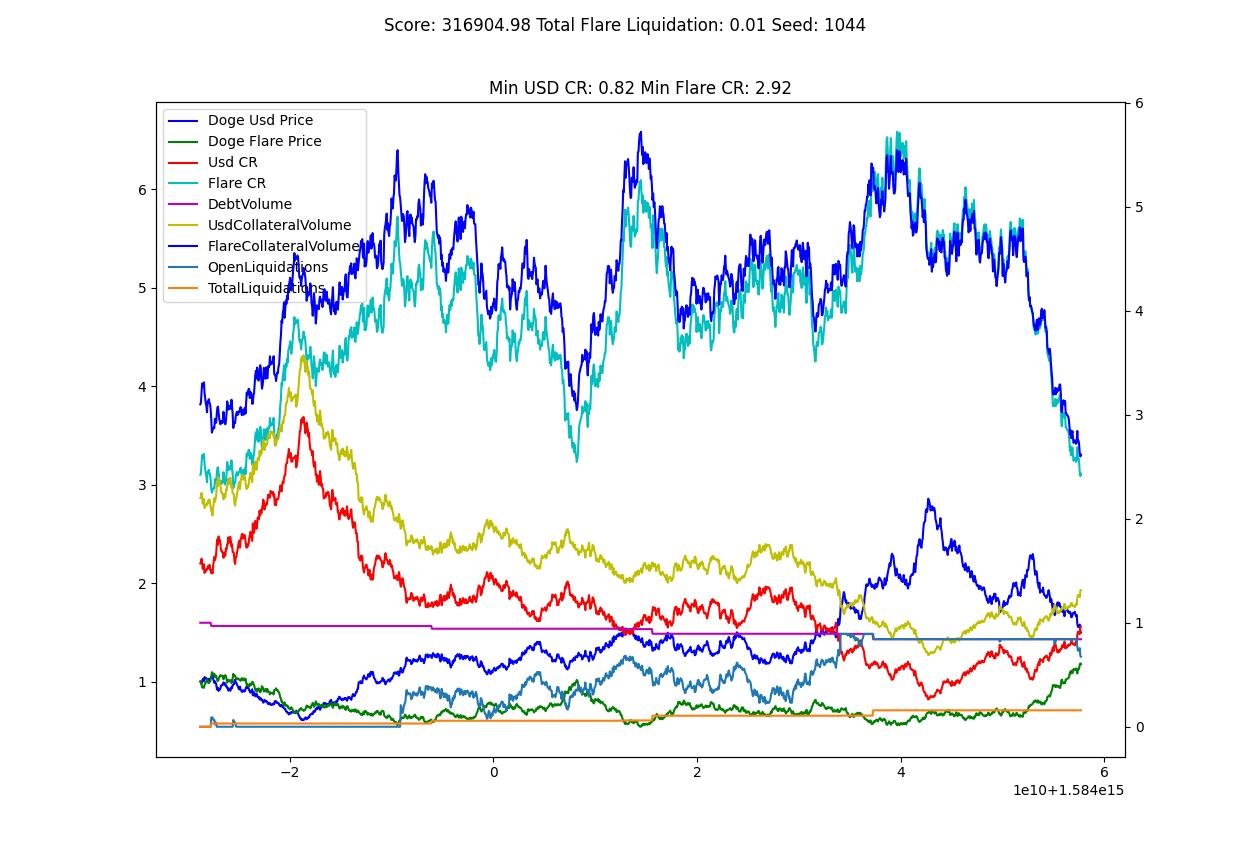 Score: 316904.98 Total Flare Liquidation: 0.01 Seed: 1044
Min USD CR: 0.82 Min Flare CR: 2.92
Doge Usd Price
Doge Flare Price
Usd CR
Flare CR
DebtVolume
UsdCollateralVolume
FlareCollateralVolume
OpenLiquidations
TotalLiquidations
6
5
4
3
2
1
6
5
4
3
2
1
0
−2
0
2
4
6
1e10+1.584e15